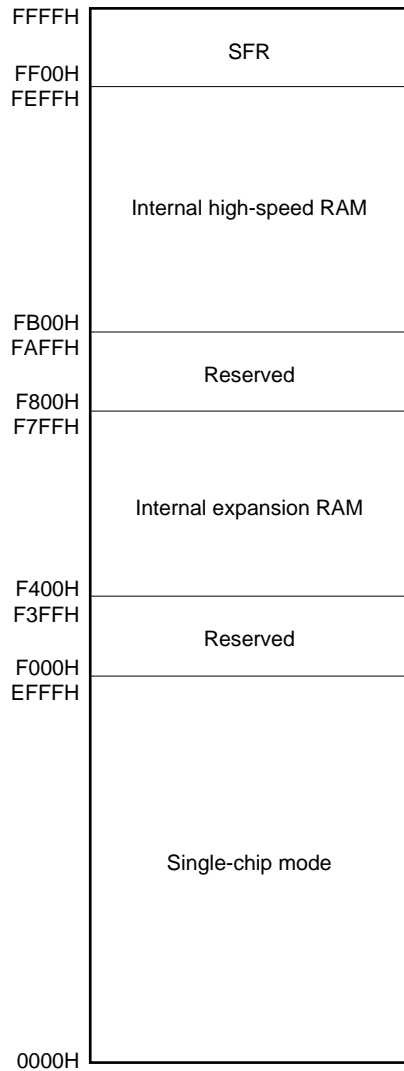 FFFFH
SFR
FF00H
FEFFH
Internal high-speed RAM
FB00H
FAFFH
Reserved
F800H
F7FFH
Internal expansion RAM
F400H
F3FFH
Reserved
F000H
EFFFH
Single-chip mode
0000H